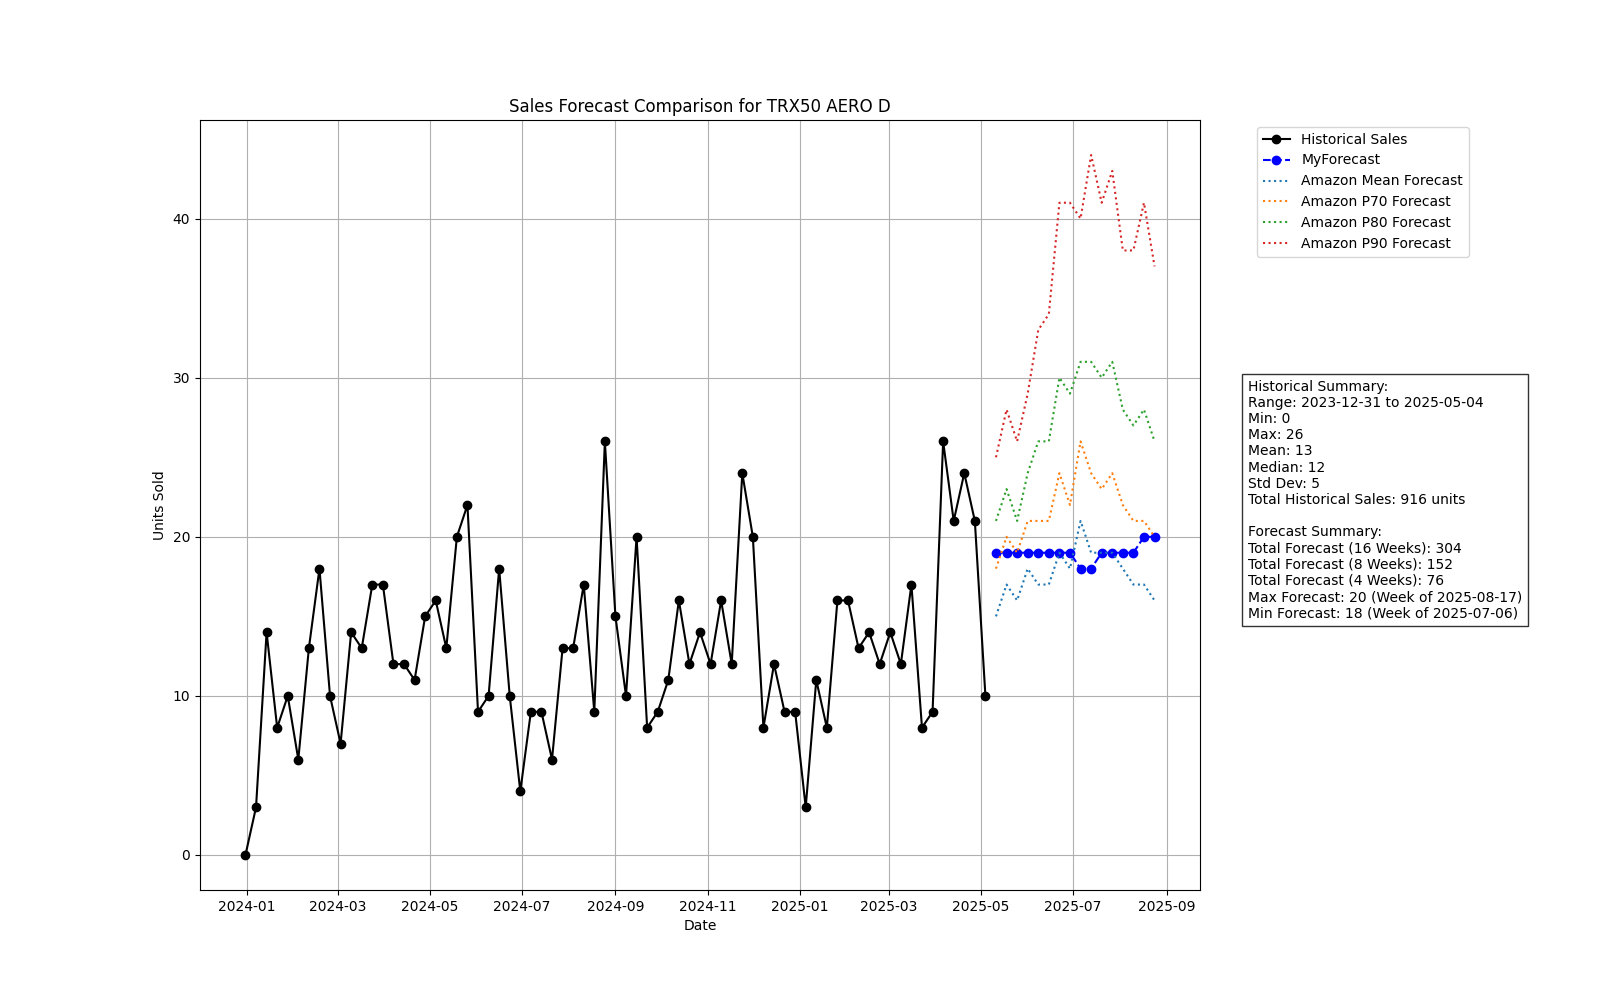 Sales Forecast Comparison for TRX50 AERO D
Historical Sales
MyForecast
Amazon Mean Forecast
Amazon P70 Forecast
Amazon P80 Forecast
Amazon P90 Forecast
40
30
20
10
0
Units Sold
Historical Summary:
Range: 2023-12-31 to 2025-05-04
Min: 0
Max: 26
Mean: 13
Median: 12
Std Dev: 5
Total Historical Sales: 916 units
Forecast Summary:
Total Forecast (16 Weeks): 304
Total Forecast (8 Weeks): 152
Total Forecast (4 Weeks): 76
Max Forecast: 20 (Week of 2025-08-17)
Min Forecast: 18 (Week of 2025-07-06)
2024-01 2024-03 2024-05 2024-07 2024-09 2024-11 2025-01 2025-03 2025-05 2025-07 2025-09
Date